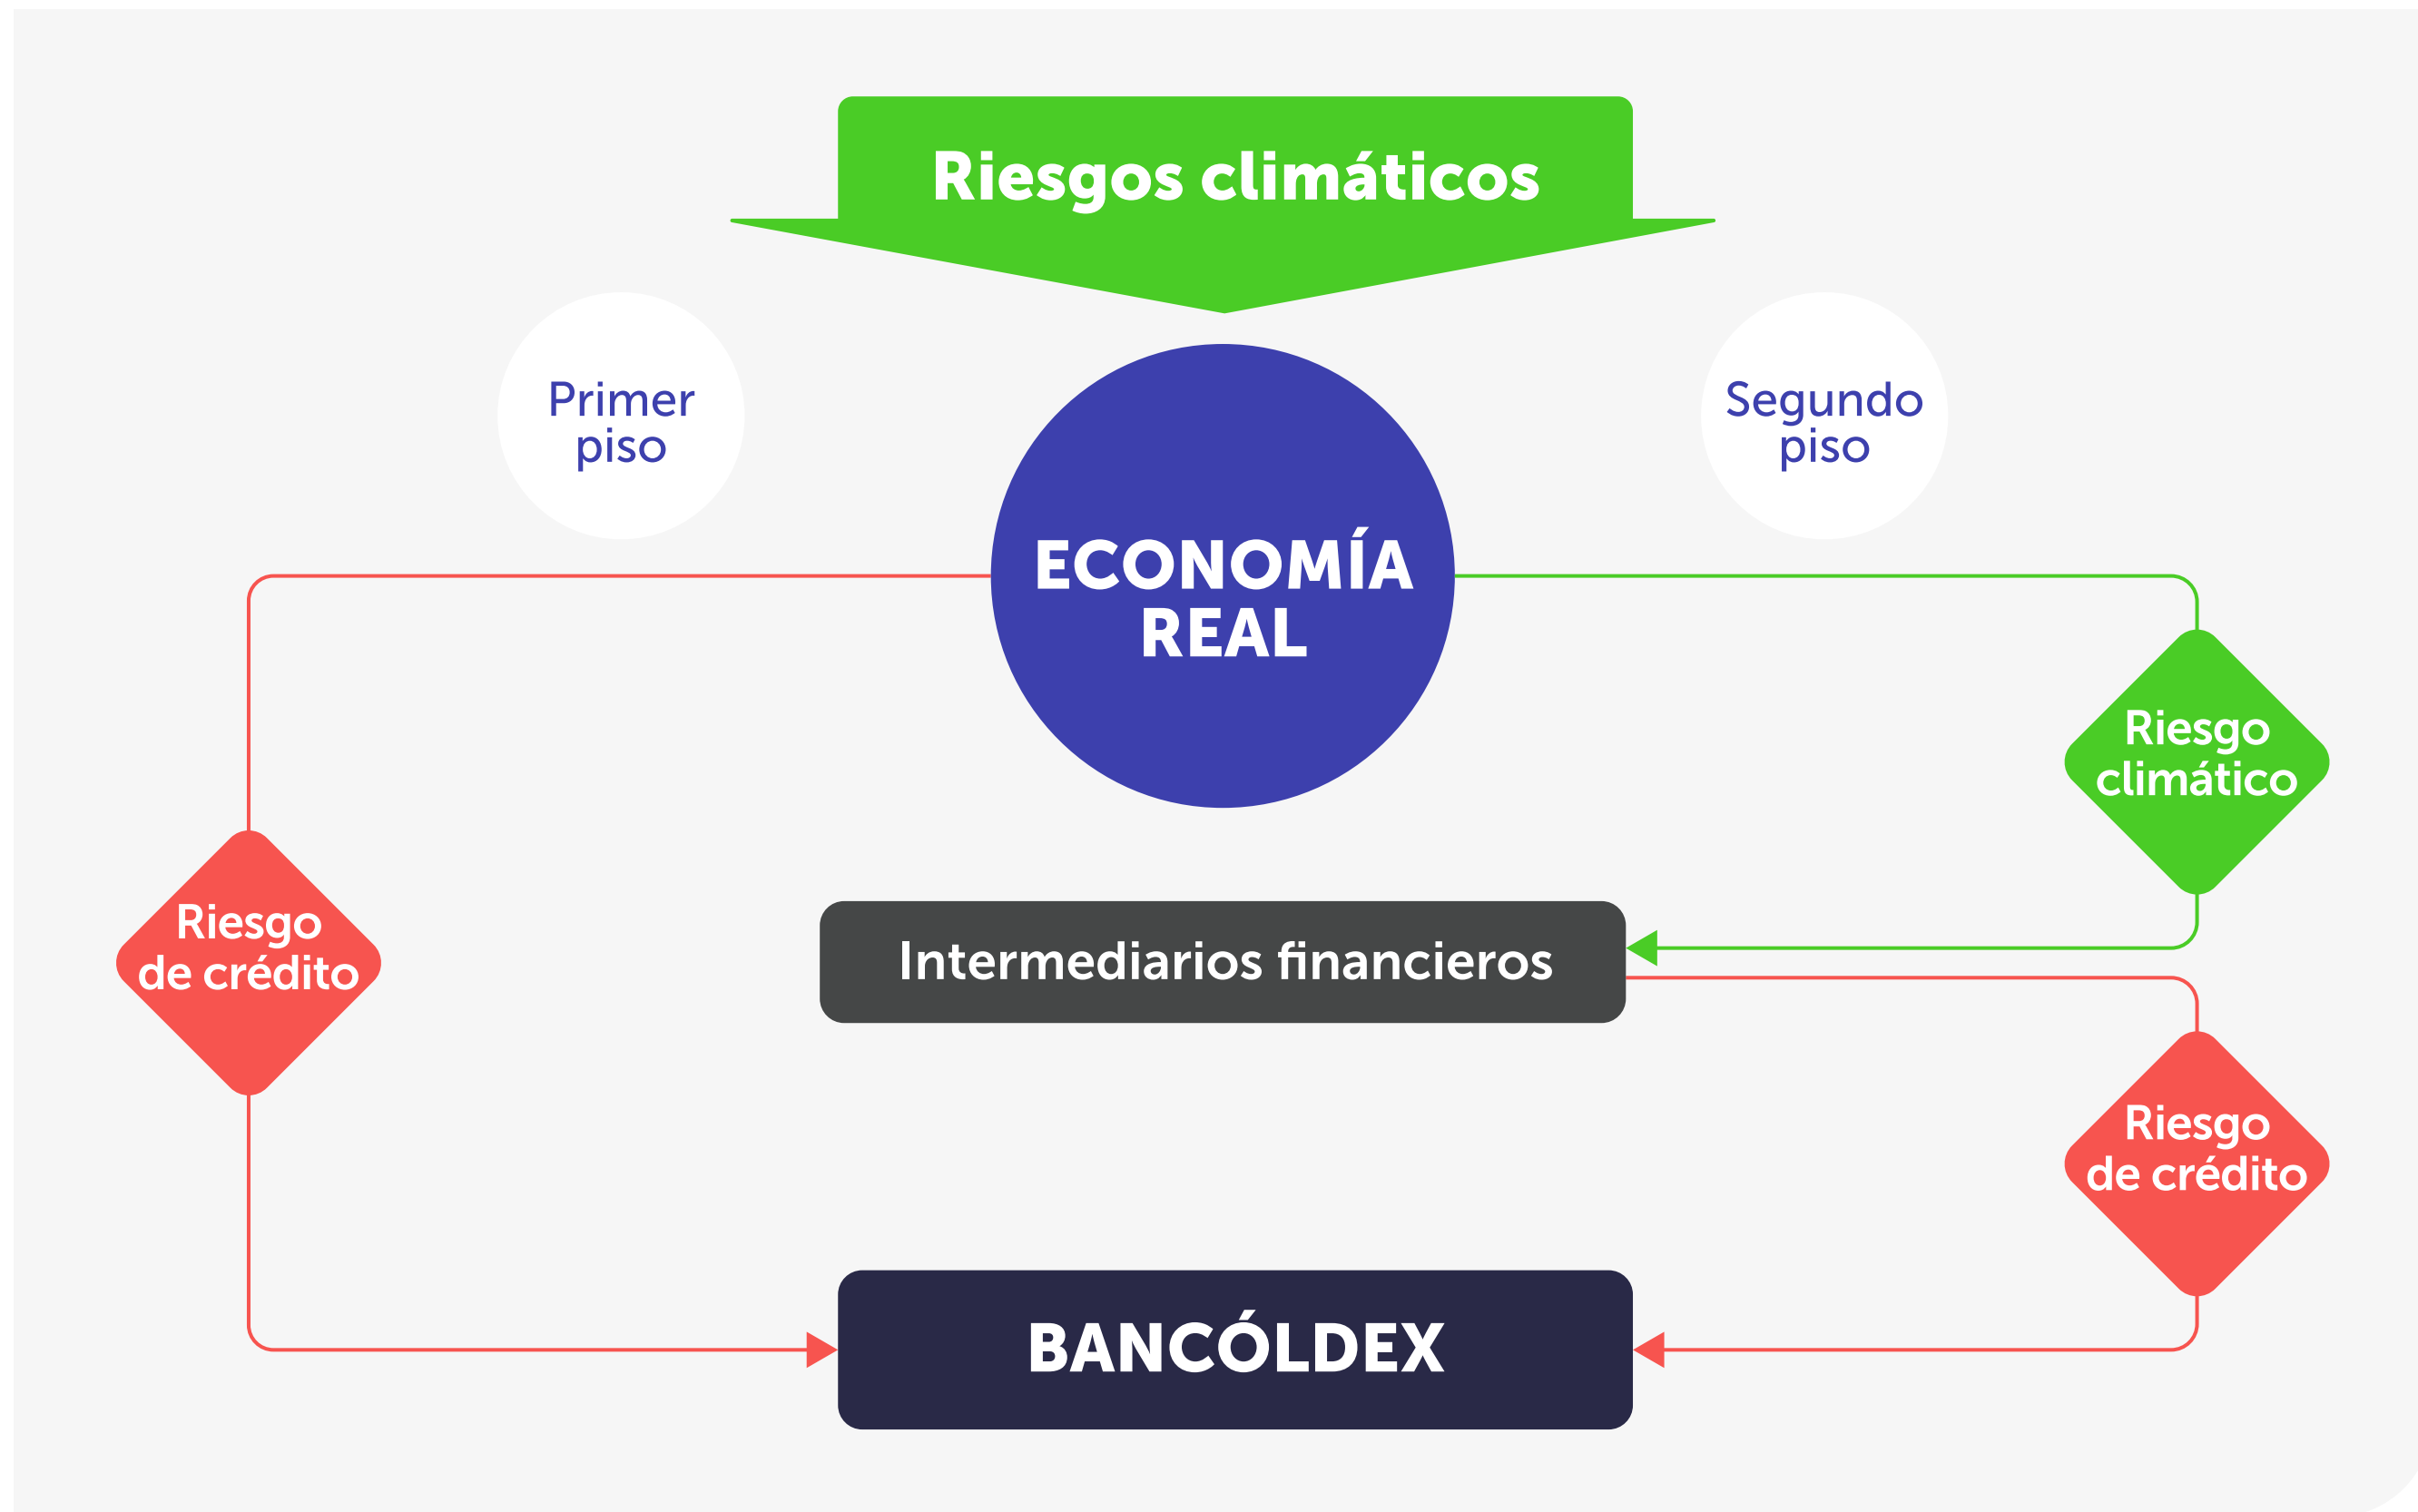 Riesgos climáticos
Primer
piso
Segundo
piso
ECONOMÍA
REAL
Riesgo
climático
Riesgo
de crédito
Intermediarios financieros
Riesgo
de crédito
BANCÓLDEX